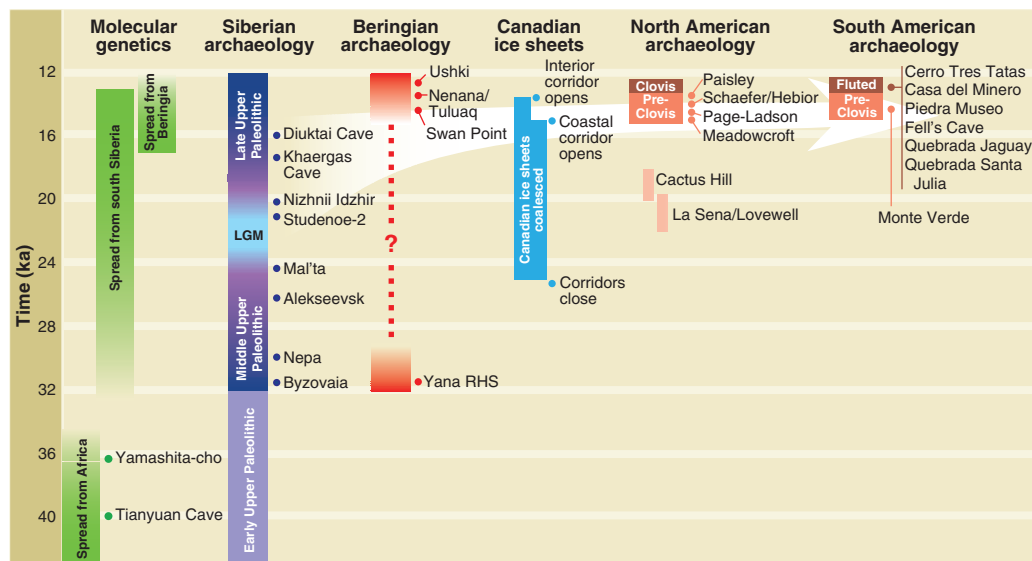 Molecular
genetics
Siberian
archaeology
Beringian
archaeology
Canadian
ice sheets
North American
archaeology
South American
archaeology
Time (ka)
12
16
20
24
28
32
36
40
Spread from Africa
Spread from south Siberia
Spread from
Beringia
Yamashita-cho
Tianyuan Cave
Late Upper
Paleolithic
LGM
Middle Upper
Paleolithic
Early Upper Paleolithic
Diuktai Cave
Khaergas
Cave
Nizhnii Idzhir
Studenoe-2
Mal'ta
Alekseevsk
Nepa
Byzovaia
Ushki
Nenana/
Tuluaq
Swan Point
?
Yana RHS
Interior
corridor
opens
Coastal
corridor
opens
Canadian ice sheets
coalesced
Corridors
close
Clovis
Pre-
Clovis
Paisley
Schaefer/Hebior
Page-Ladson
Meadowcroft
Cactus Hill
La Sena/Lovewell
Fluted
Pre-
Clovis
Cerro Tres Tatas
Casa del Minero
Piedra Museo
Fell's Cave
Quebrada Jaguay
Quebrada Santa
Julia
Monte Verde